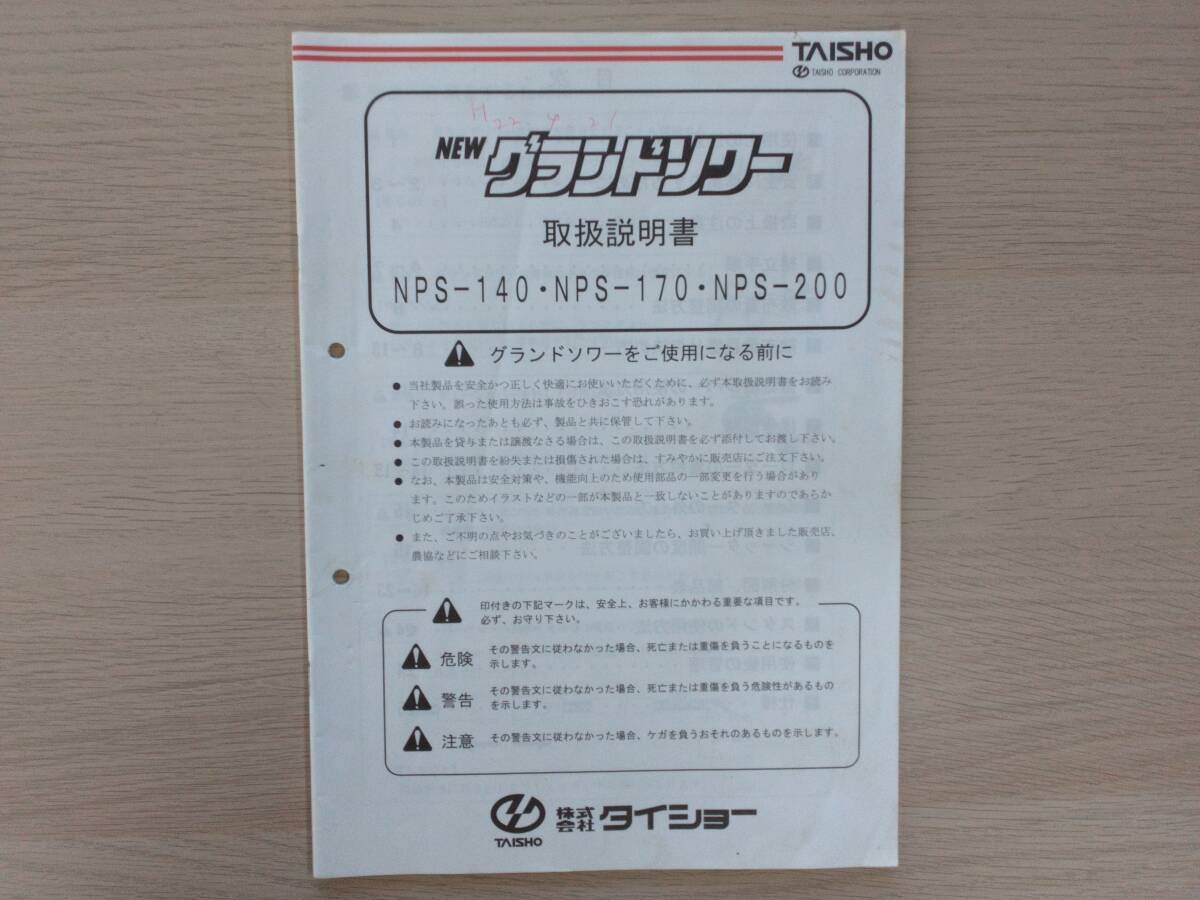 TAISHO
TAISHO CORPORATION
H22.4.21
NEW グランドソワー
取扱説明書
NPS-140・NPS-170・NPS-200
グランドソワーをご使用になる前に
● 当社製品を安全かつ正しく快適にお使いいただくために、必ず本取扱説明書をお読み
下さい。誤った使用方法は事故をひきおこす恐れがあります。
● お読みになったあとも必ず、製品と共に保管して下さい。
● 本製品を貸与または譲渡なさる場合は、この取扱説明書を必ず添付してお渡し下さい。
● この取扱説明書を紛失または損傷された場合は、すみやかに販売店にご注文下さい。
● なお、本製品は安全対策や、機能向上のため使用部品の一部変更を行う場合があり
ます。このためイラストなどの一部が本製品と一致しないことがありますのであらか
じめご了承下さい。
● また、ご不明の点やお気づきのことがございましたら、お買い上げ頂きました販売店、
農協などにご相談下さい。
印付きの下記マークは、安全上、お客様にかかわる重要な項目です。
必ず、お守り下さい。
危険 その警告文に従わなかった場合、死亡または重傷を負うことになるものを
示します。
警告 その警告文に従わなかった場合、死亡または重傷を負う危険性があるもの
を示します。
注意 その警告文に従わなかった場合、ケガを負うおそれのあるものを示します。
TAISHO 株式会社 タイショー